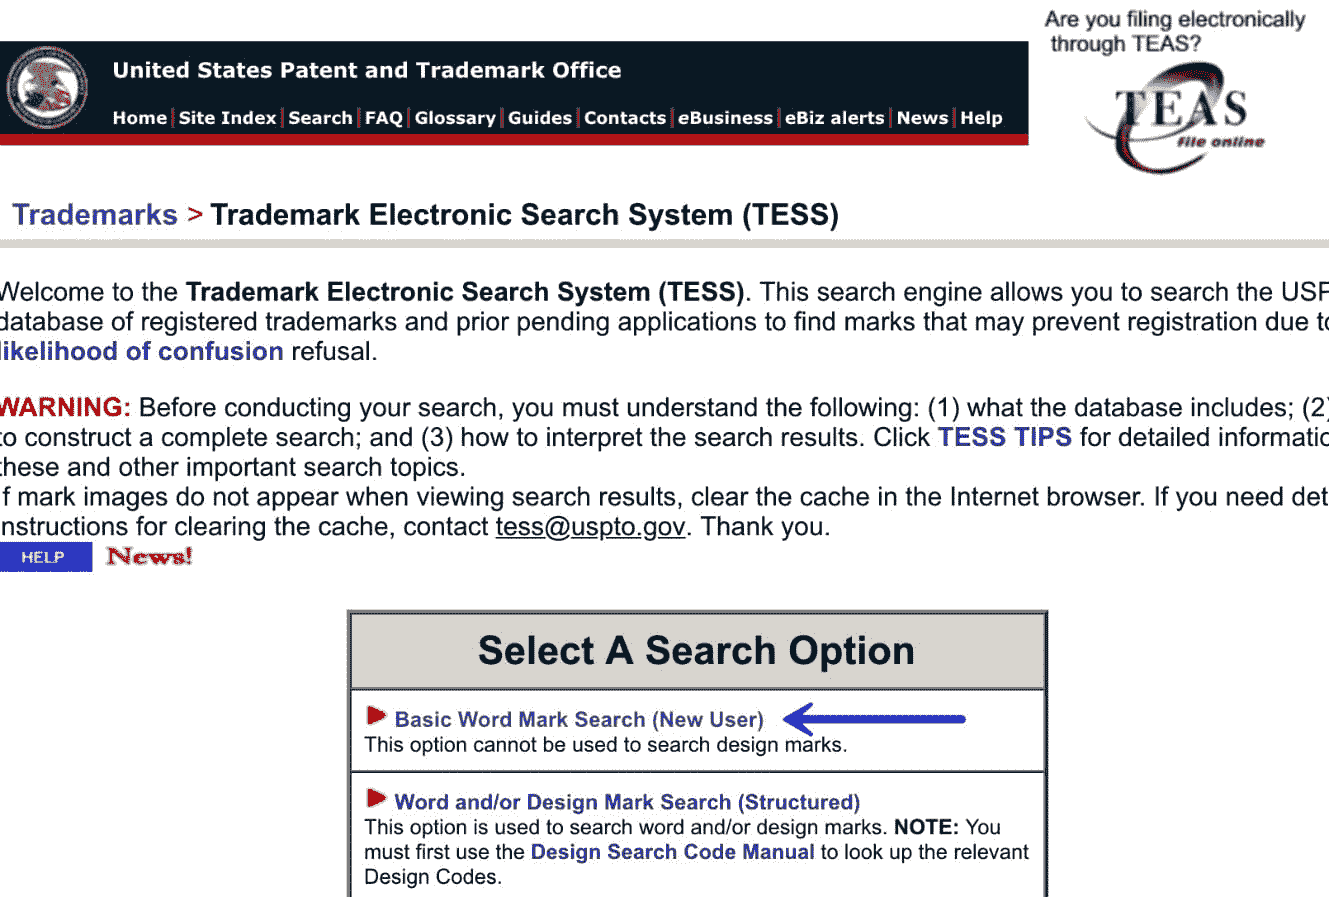 Are you filing electronically
through TEAS?
TEAS
File online
United States Patent and Trademark Office
Home | Site Index | Search | FAQ | Glossary | Guides | Contacts | eBusiness | eBiz alerts | News | Help
Trademarks > Trademark Electronic Search System (TESS)
Welcome to the Trademark Electronic Search System (TESS). This search engine allows you to search the USP
database of registered trademarks and prior pending applications to find marks that may prevent registration due to
likelihood of confusion refusal.
WARNING: Before conducting your search, you must understand the following: (1) what the database includes; (2)
to construct a complete search; and (3) how to interpret the search results. Click TESS TIPS for detailed informatio
these and other important search topics.
If mark images do not appear when viewing search results, clear the cache in the Internet browser. If you need det
instructions for clearing the cache, contact tess@uspto.gov. Thank you.
HELP News!
Select A Search Option
Basic Word Mark Search (New User)
This option cannot be used to search design marks.
Word and/or Design Mark Search (Structured)
This option is used to search word and/or design marks. NOTE: You
must first use the Design Search Code Manual to look up the relevant
Design Codes.